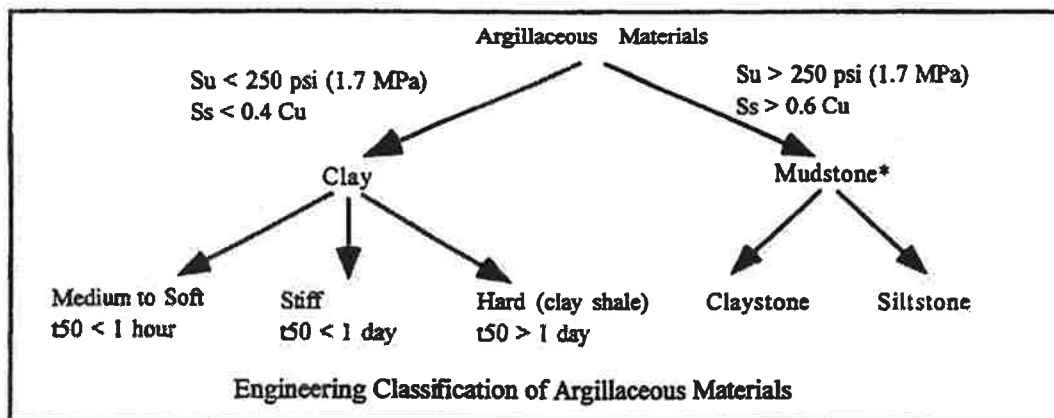 Argillaceous Materials
Su < 250 psi (1.7 MPa)
Ss < 0.4 Cu
Su > 250 psi (1.7 MPa)
Ss > 0.6 Cu
Clay
Mudstone*
Medium to Soft
t50 < 1 hour
Stiff
t50 < 1 day
Hard (clay shale)
t50 > 1 day
Claystone
Siltstone
Engineering Classification of Argillaceous Materials